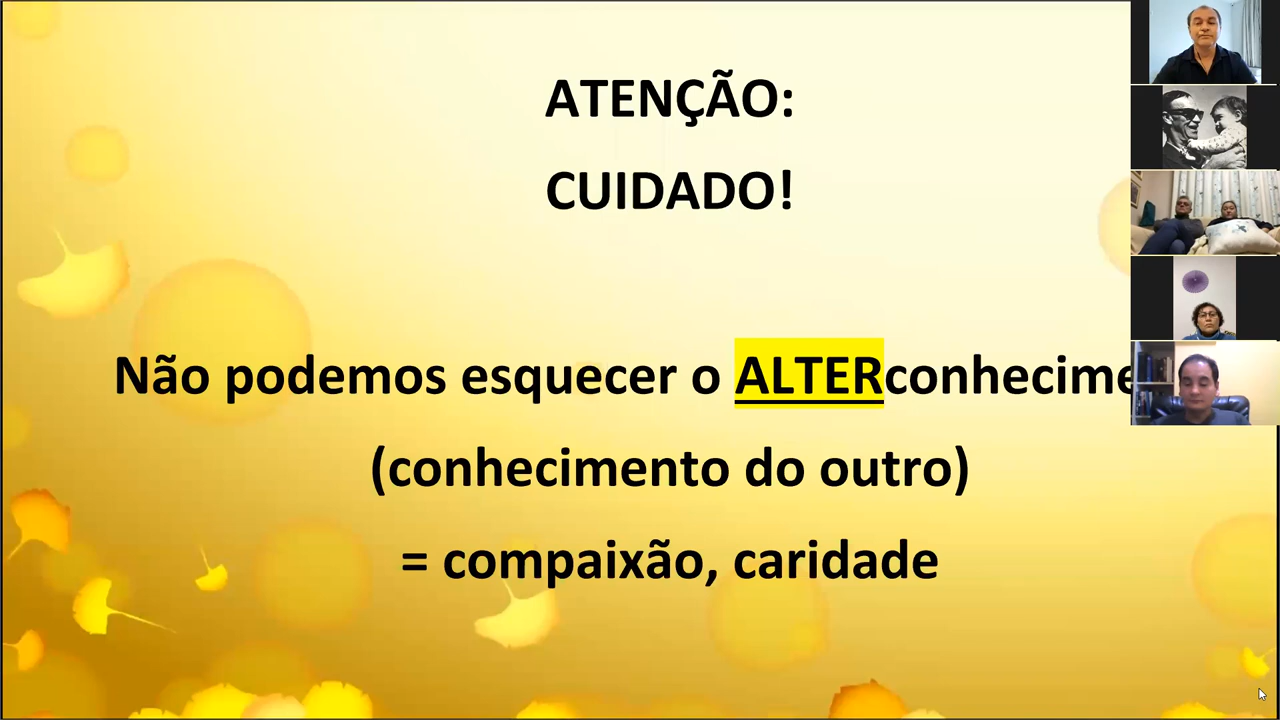 ATENÇÃO:
CUIDADO!
Não podemos esquecer o ALTERconhecime
(conhecimento do outro)
= compaixão, caridade